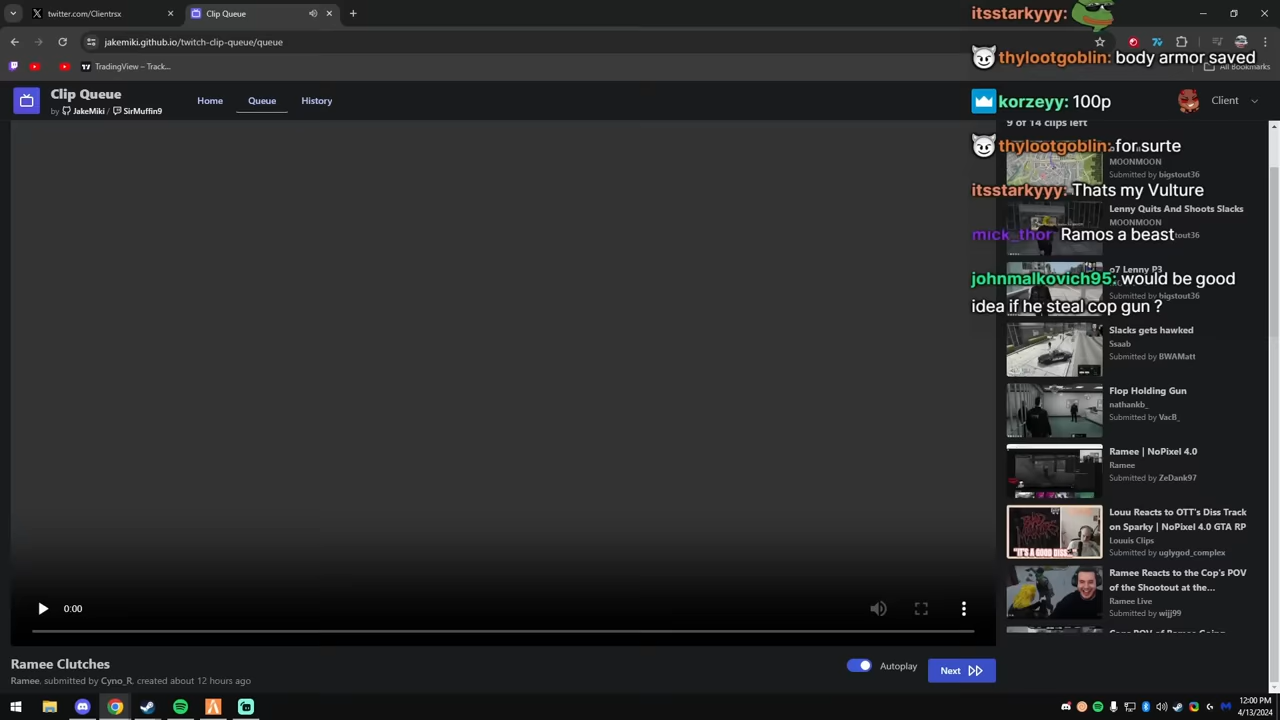 twitter.com/Clientrsx
Clip Queue
itsstarkyyy:
jakemiki.github.io/twitch-clip-queue/queue
thylootgoblin: body armor saved
TradingView – Track...
All Bookmarks
Clip Queue
by JakeMiki / SirMuffin9
Home
Queue
History
korzeyy: 100p
Client
9 of 14 clips left
thylootgoblin: for surte
MOONMOON
Submitted by bigstout36
itsstarkyyy: Thats my Vulture
Lenny Quits And Shoots Slacks
MOONMOON
mick_thor Ramos a beast
tout36
o7 Lenny P3
johnmalkovich95: would be good
idea if he steal cop gun ?
Submitted by bigstout36
Slacks gets hawked
Ssaab
Submitted by BWAMatt
Flop Holding Gun
nathankb_
Submitted by VacB_
Ramee | NoPixel 4.0
Ramee
Submitted by ZeDank97
Louu Reacts to OTT's Diss Track
on Sparky | NoPixel 4.0 GTA RP
Louuis Clips
Submitted by uglygod_complex
"IT'S A GOOD DISS..."
Ramee Reacts to the Cop's POV
of the Shootout at the...
Ramee Live
Submitted by wijj99
0:00
Ramee Clutches
Ramee, submitted by Cyno_R. created about 12 hours ago
Autoplay
Next
12:00 PM
4/13/2024